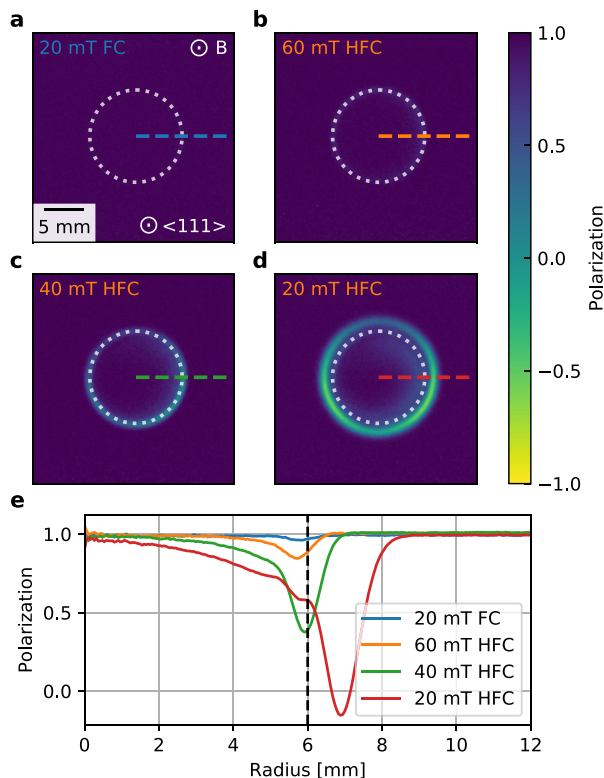 a
20 mT FC
⊙ B
5 mm
⊙ <111>
b
60 mT HFC
c
40 mT HFC
d
20 mT HFC
1.0
0.5
0.0
−0.5
−1.0
Polarization
e
1.0
0.5
0.0
Polarization
20 mT FC
60 mT HFC
40 mT HFC
20 mT HFC
0 2 4 6 8 10 12
Radius [mm]